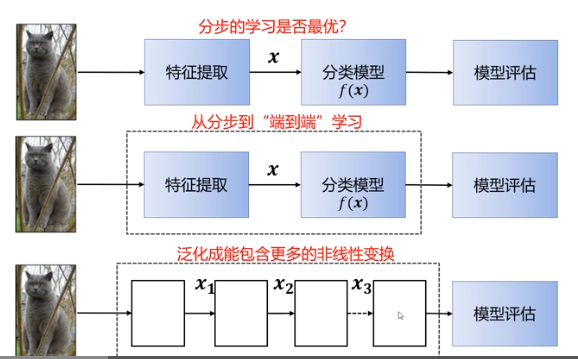 分步的学习是否最优?
特征提取
x
分类模型
f(x)
模型评估
从分步到“端到端”学习
特征提取
x
分类模型
f(x)
模型评估
泛化成能包含更多的非线性变换
x₁
x₂
x₃
模型评估